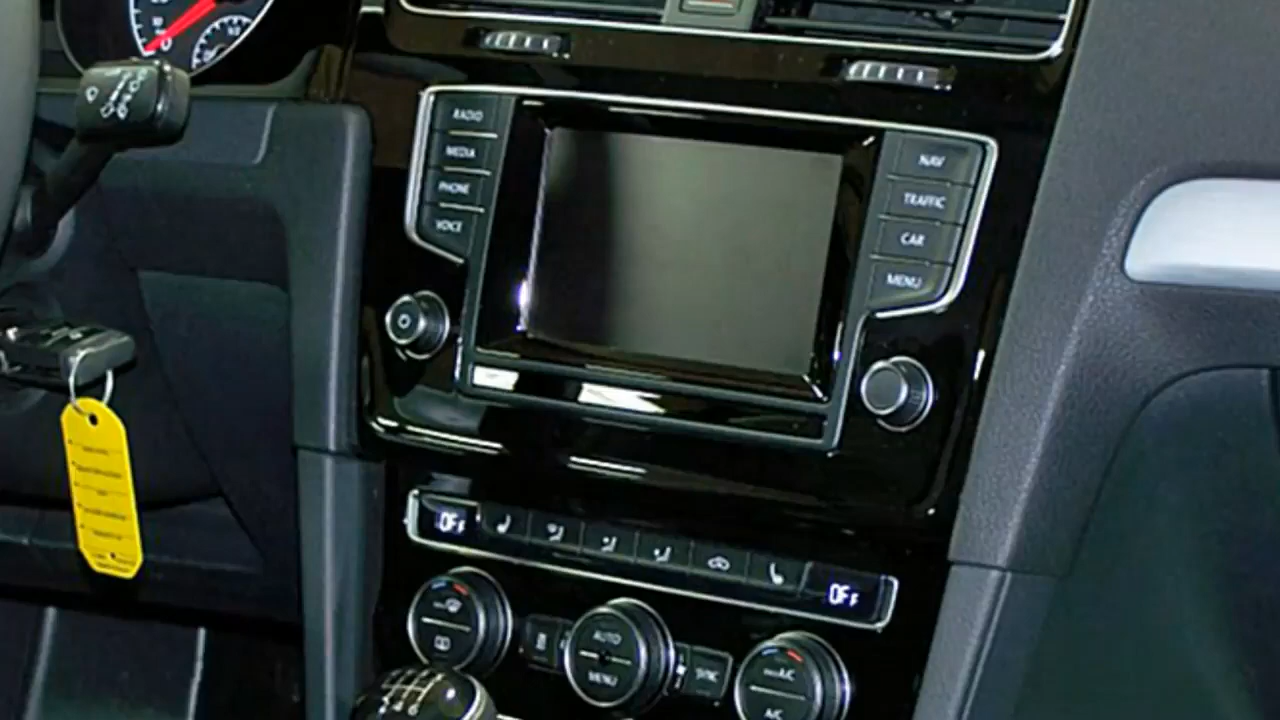 RADIO
MEDIA
PHONE
VOICE
NAV
TRAFFIC
CAR
MENU
OFF
OFF
AUTO
MENU
SYNC
A/C
A/C